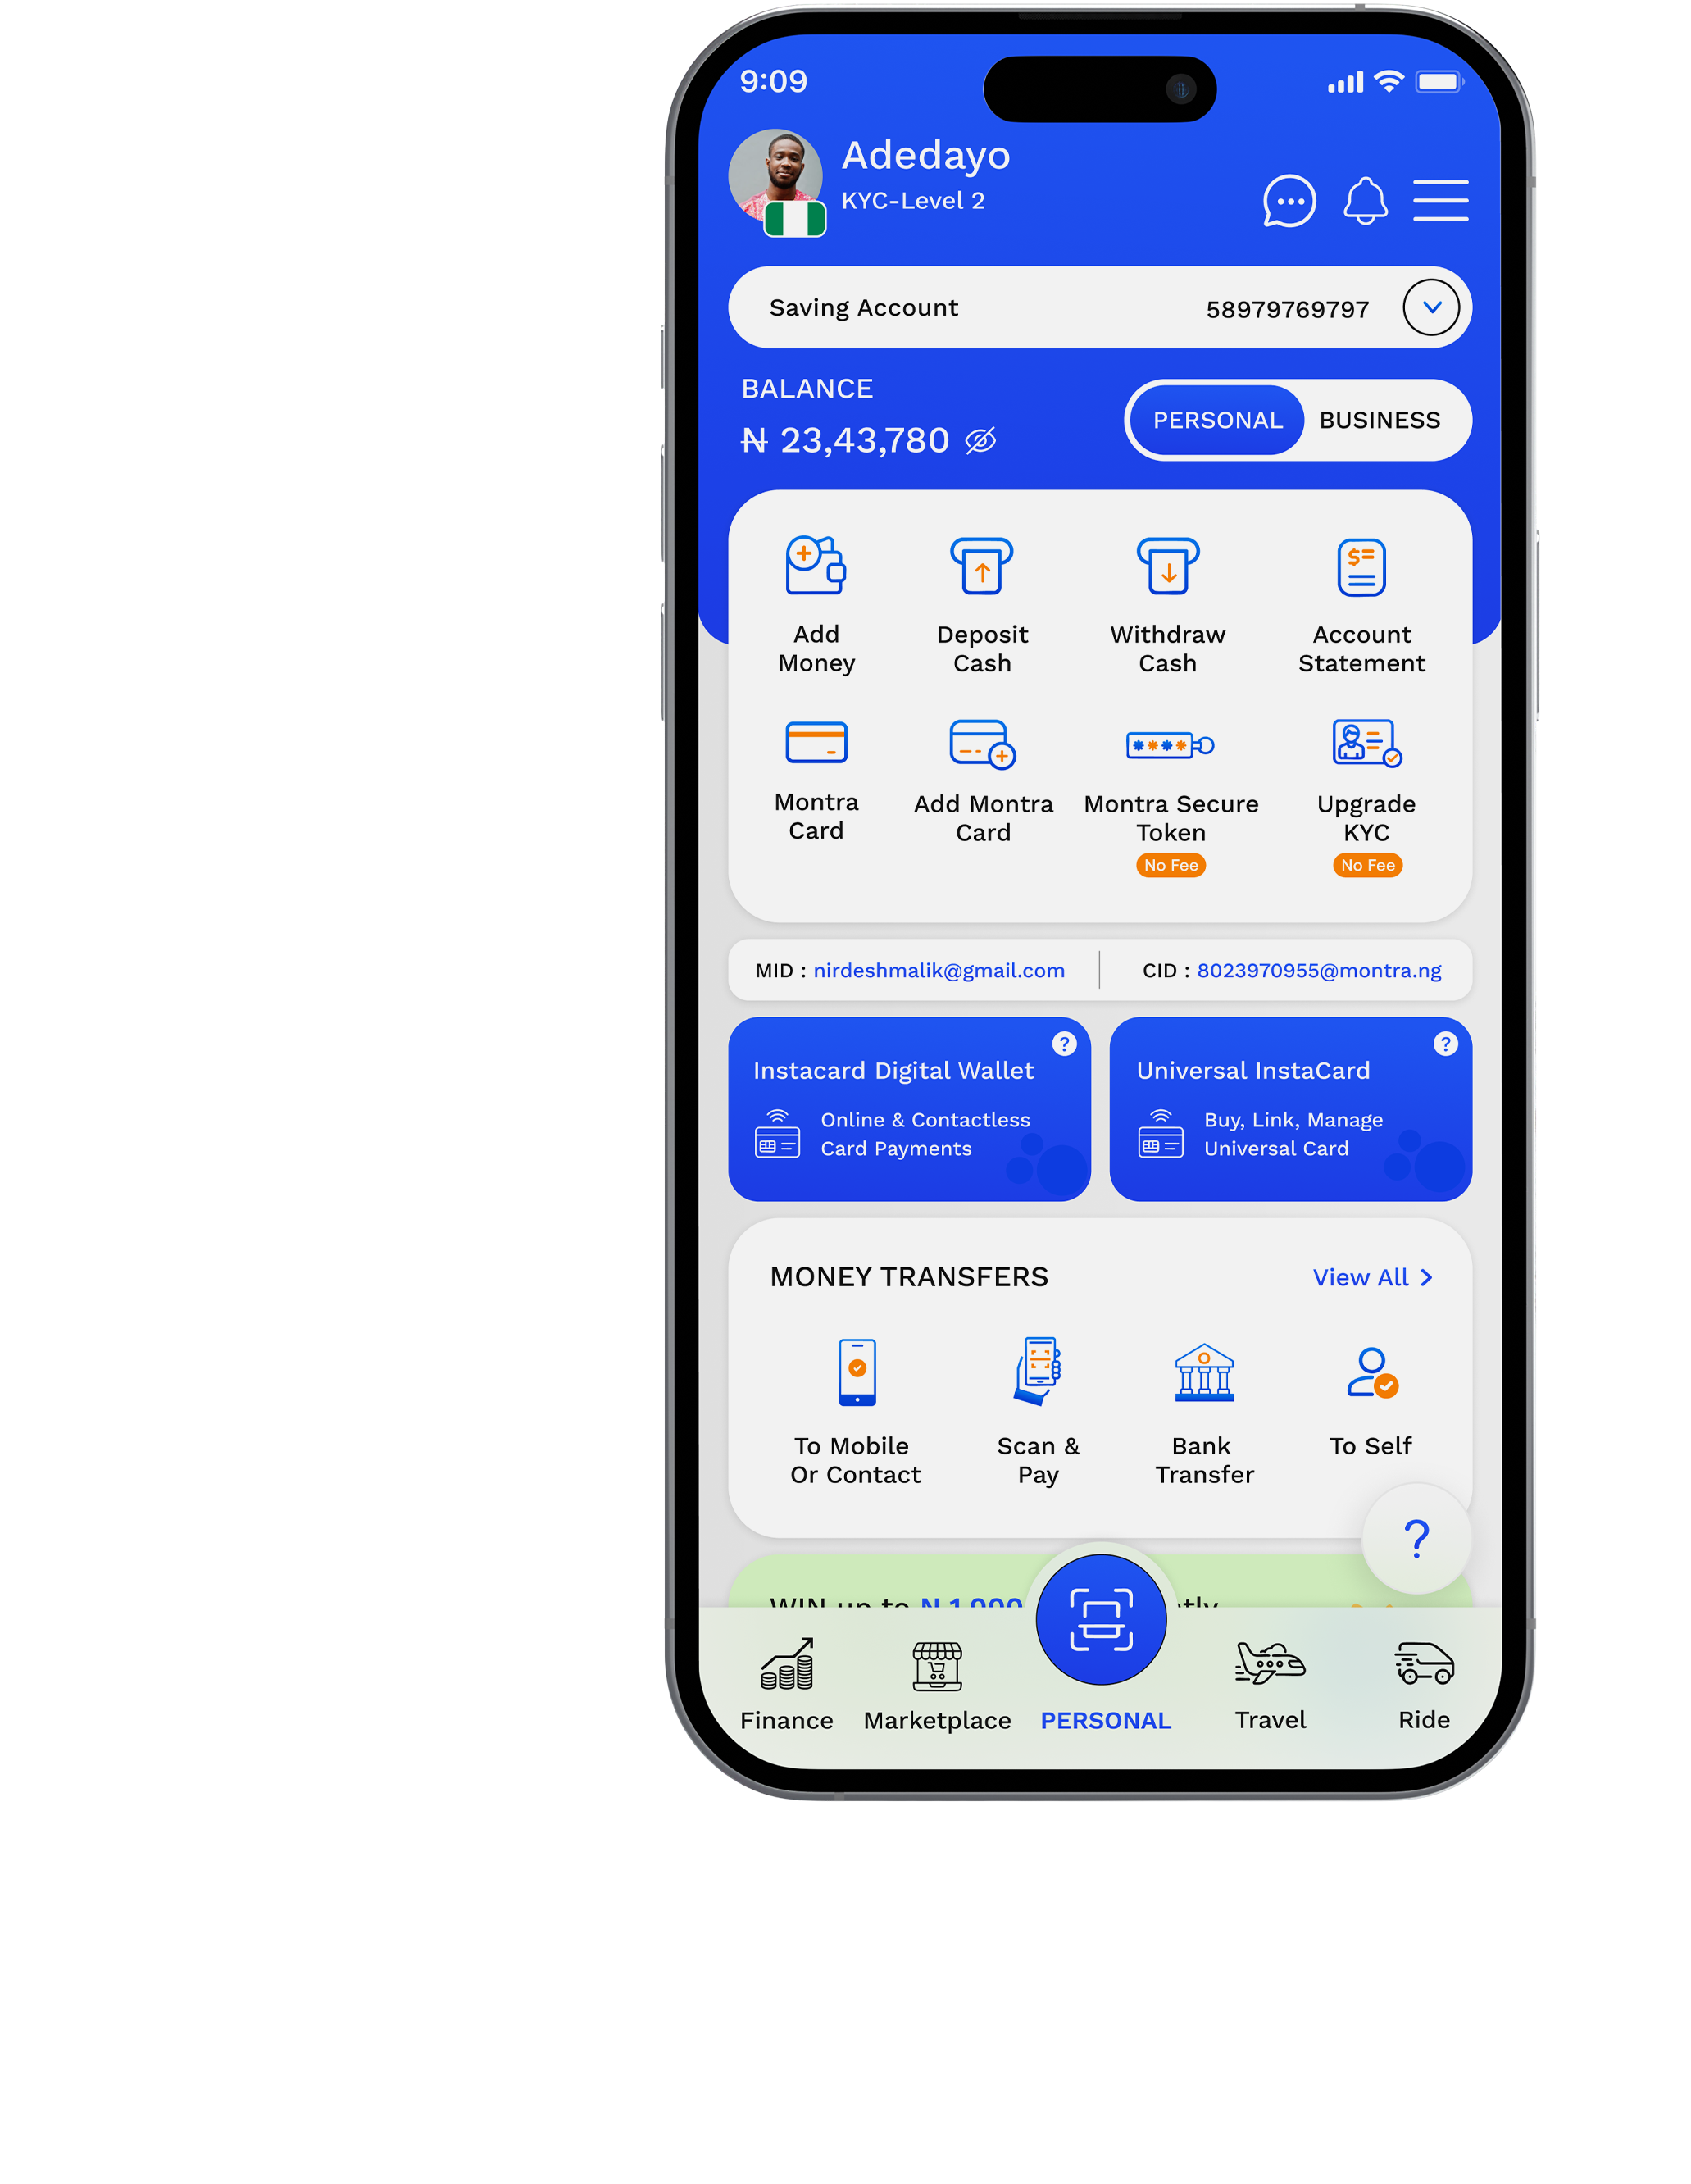 9:09
Adedayo
KYC-Level 2
Saving Account 58979769797
BALANCE
₦ 23,43,780
PERSONAL BUSINESS
Add
Money
Deposit
Cash
Withdraw
Cash
Account
Statement
Montra
Card
Add Montra
Card
Montra Secure
Token
No Fee
Upgrade
KYC
No Fee
MID : nirdeshmalik@gmail.com
CID : 8023970955@montra.ng
?
Instacard Digital Wallet
Online & Contactless
Card Payments
?
Universal InstaCard
Buy, Link, Manage
Universal Card
MONEY TRANSFERS View All
To Mobile
Or Contact
Scan &
Pay
Bank
Transfer
To Self
?
WIN up to ₦ 1,000
Finance Marketplace PERSONAL Travel Ride